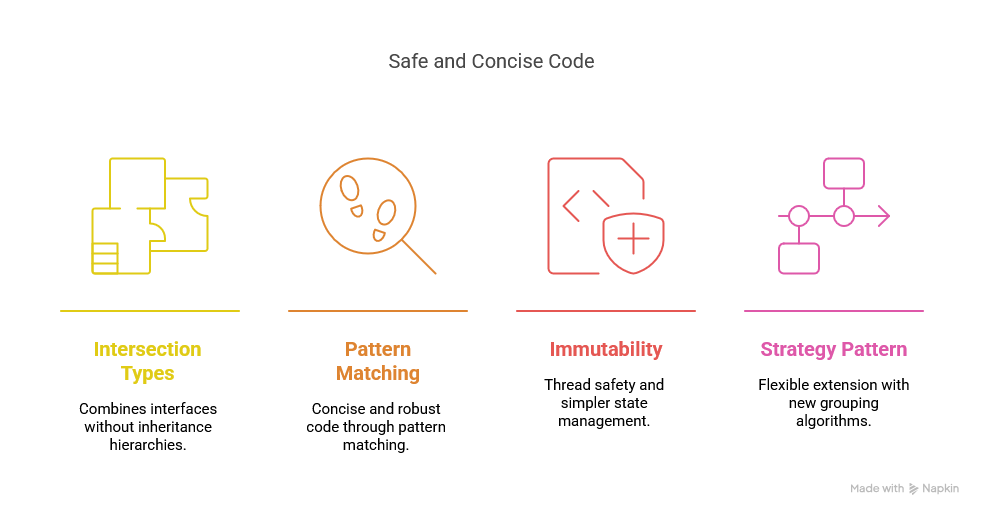 Safe and Concise Code
Intersection
Types
Combines interfaces
without inheritance
hierarchies.
Pattern
Matching
Concise and robust
code through pattern
matching.
Immutability
Thread safety and
simpler state
management.
Strategy Pattern
Flexible extension with
new grouping
algorithms.
Made with Napkin